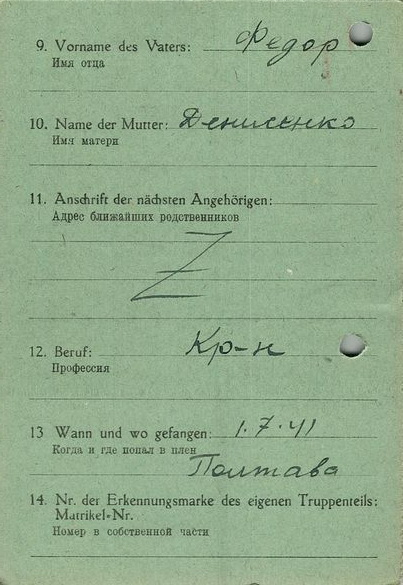 9. Vorname des Vaters: Федор
Имя отца
10. Name der Mutter: Денисенко
Имя матери
11. Anschrift der nächsten Angehörigen:
Адрес ближайших родственников
Z
12. Beruf: Кр-н
Профессия
13 Wann und wo gefangen: 1.7.41
Когда и где попал в плен
Полтава
14. Nr. der Erkennungsmarke des eigenen Truppenteils:
Matrikel-Nr.
Номер в собственной части